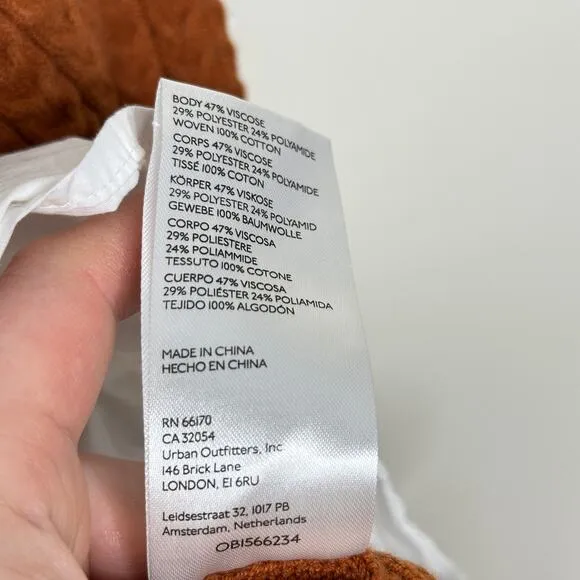 BODY 47% VISCOSE
29% POLYESTER 24% POLYAMIDE
WOVEN 100% COTTON
CORPS 47% VISCOSE
29% POLYESTER 24% POLYAMIDE
TISSÉ 100% COTON
KÖRPER 47% VISKOSE
29% POLYESTER 24% POLYAMID
GEWEBE 100% BAUMWOLLE
CORPO 47% VISCOSA
29% POLIESTERE
24% POLIAMMIDE
TESSUTO 100% COTONE
CUERPO 47% VISCOSA
29% POLIÉSTER 24% POLIAMIDA
TEJIDO 100% ALGODÓN
MADE IN CHINA
HECHO EN CHINA
RN 66170
CA 32054
Urban Outfitters, Inc
146 Brick Lane
LONDON, E1 6RU
Leidsestraat 32, 1017 PB
Amsterdam, Netherlands
OB1566234